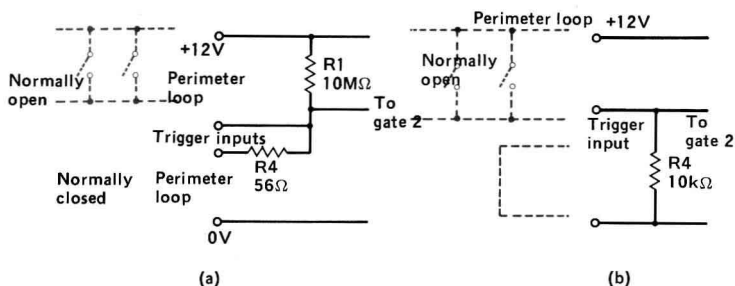 +12V
R1
10MΩ
Normally
open
Perimeter
loop
To
gate 2
Trigger inputs
R4
56Ω
Normally
closed
Perimeter
loop
0V
(a)
Perimeter loop
+12V
Normally
open
Trigger
input
To
gate 2
R4
10kΩ
(b)